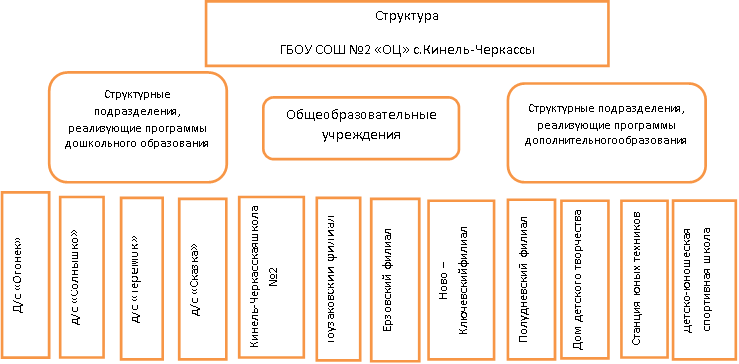 Структура
ГБОУ СОШ №2 «ОЦ» с.Кинель-Черкассы
Структурные
подразделения,
реализующие программы
дошкольного образования
Общеобразовательные
учреждения
Структурные подразделения,
реализующие программы
дополнительногообразования
Д/с «Огонек»
д/с «Солнышко»
д/с «Теремок»
д/с «Сказка»
Кинель-Черкасскаяшкола
№2
филиал
Ерзовский филиал
Ново –
Ключевскийфилиал
Полудневский филиал
Дом детского творчества
Станция юных техников
детско-юношеская
спортивная школа